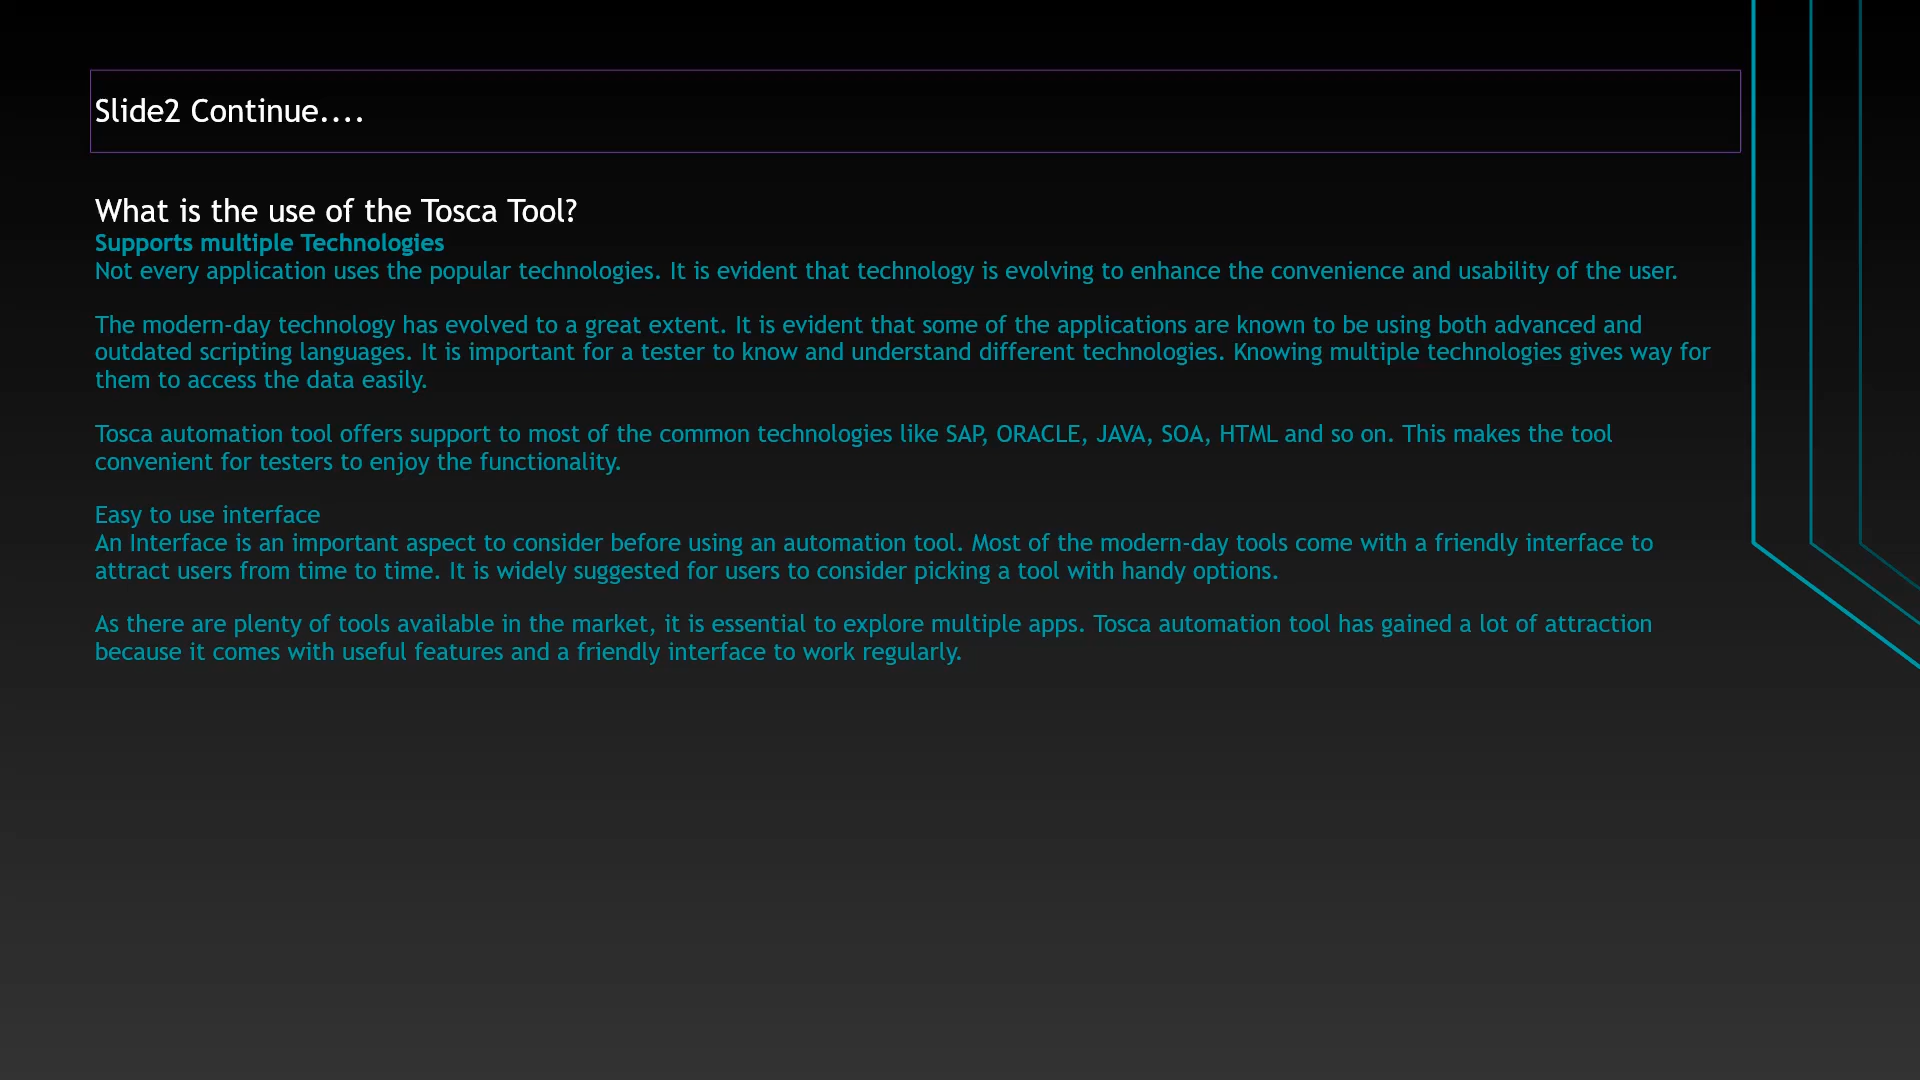 Slide2 Continue....
What is the use of the Tosca Tool?
Supports multiple Technologies
Not every application uses the popular technologies. It is evident that technology is evolving to enhance the convenience and usability of the user.
The modern-day technology has evolved to a great extent. It is evident that some of the applications are known to be using both advanced and
outdated scripting languages. It is important for a tester to know and understand different technologies. Knowing multiple technologies gives way for
them to access the data easily.
Tosca automation tool offers support to most of the common technologies like SAP, ORACLE, JAVA, SOA, HTML and so on. This makes the tool
convenient for testers to enjoy the functionality.
Easy to use interface
An Interface is an important aspect to consider before using an automation tool. Most of the modern-day tools come with a friendly interface to
attract users from time to time. It is widely suggested for users to consider picking a tool with handy options.
As there are plenty of tools available in the market, it is essential to explore multiple apps. Tosca automation tool has gained a lot of attraction
because it comes with useful features and a friendly interface to work regularly.